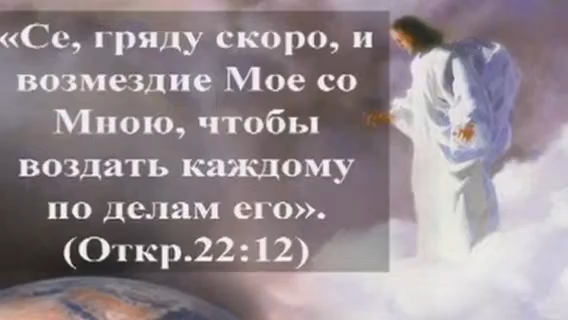 «Се, гряду скоро, и
возмездие Мое со
Мною, чтобы
воздать каждому
по делам его».
(Откр.22:12)